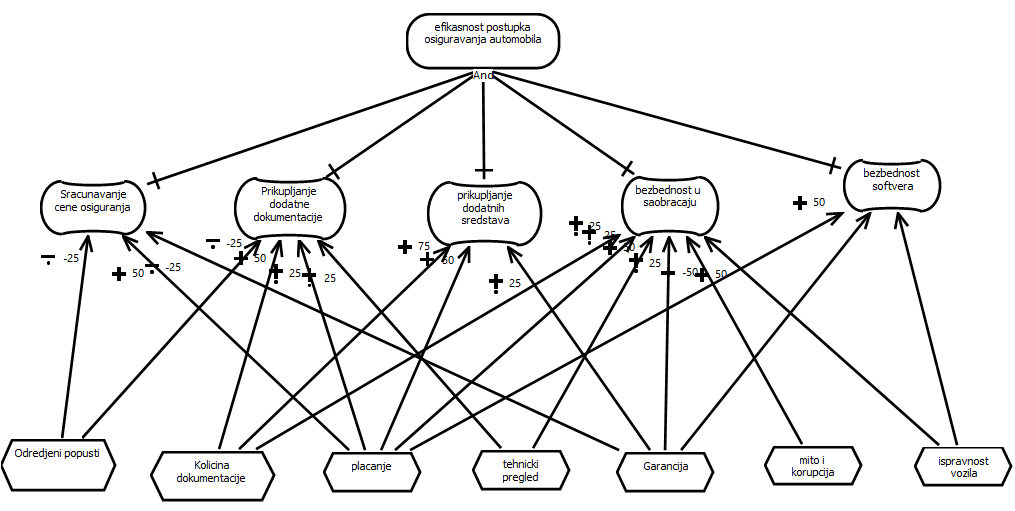 efikasnost postupka
osiguravanja automobila
And
Sracunavanje
cene osiguranja
Prikupljanje
dodatne
dokumentacije
prikupljanje
dodatnih
sredstava
bezbednost u
saobracaju
bezbednost
softvera
-25
50
-25
-25
50
25
25
75
50
25
25
25
50
25
-50
50
50
Odredjeni popusti
Kolicina
dokumentacije
placanje
tehnicki
pregled
Garancija
mito i
korupcija
ispravnost
vozila